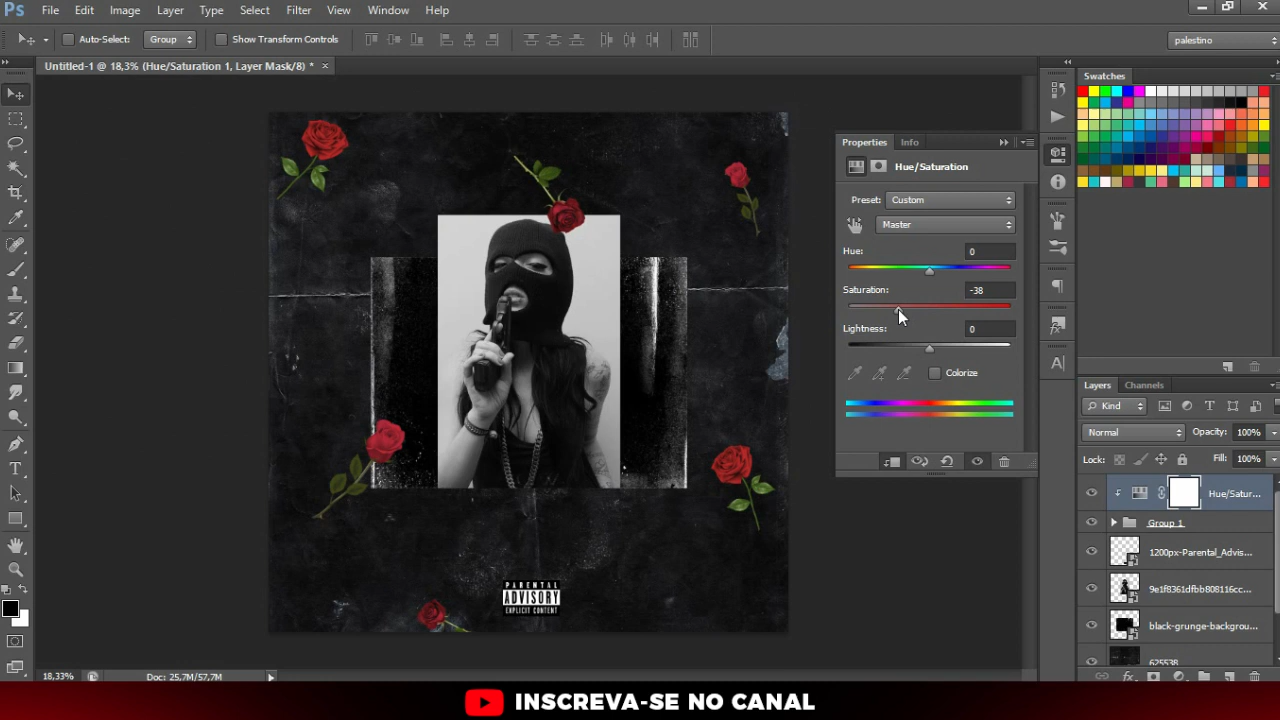 Ps File Edit Image Layer Type Select Filter View Window Help
Auto-Select: Group Show Transform Controls palestino
Untitled-1 @ 18,3% (Hue/Saturation 1, Layer Mask/8) * ×
Swatches
Properties Info
Hue/Saturation
Preset: Custom
Master
Hue: 0
Saturation: -38
Lightness: 0
Colorize
Layers Channels
Kind
Normal Opacity: 100%
Lock: Fill: 100%
Hue/Satur...
Group 1
1200px-Parental_Advis...
9e1f8361dfbb808116cc...
black-grunge-backgrou...
625538
PARENTAL
ADVISORY
EXPLICIT CONTENT
18,33% Doc: 25,7M/57,7M
INSCREVA-SE NO CANAL